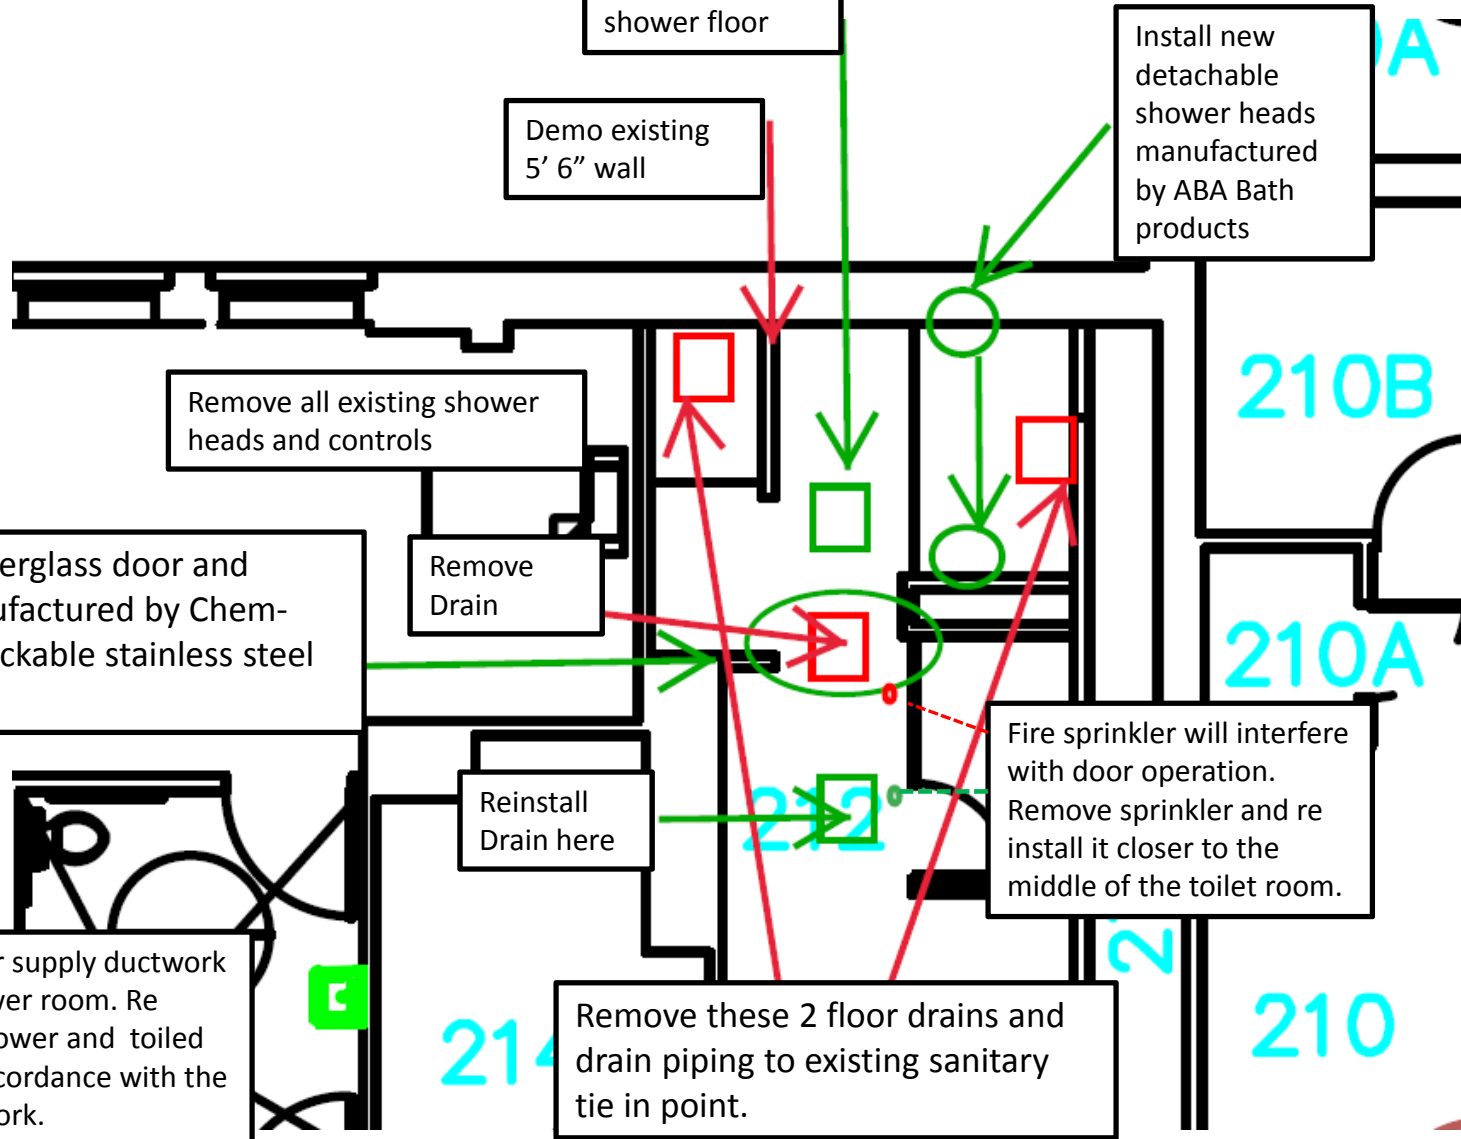 shower floor
Install new
detachable
shower heads
manufactured
by ABA Bath
products
A
Demo existing
5’ 6” wall
210B
Remove all existing shower
heads and controls
erglass door and
ufactured by Chem-
ckable stainless steel
Remove
Drain
210A
Fire sprinkler will interfere
with door operation.
Remove sprinkler and re
install it closer to the
middle of the toilet room.
Reinstall
Drain here
212
r supply ductwork
ver room. Re
ower and toiled
cordance with the
ork.
2
214
210
Remove these 2 floor drains and
drain piping to existing sanitary
tie in point.